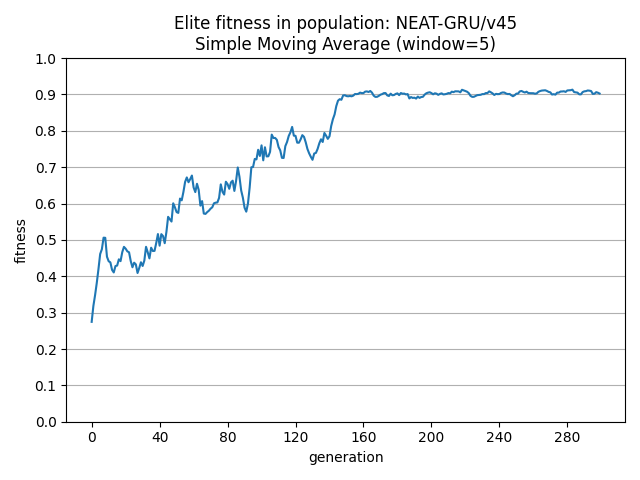 Elite fitness in population: NEAT-GRU/v45
Simple Moving Average (window=5)
1.0
0.9
0.8
0.7
0.6
0.5
0.4
0.3
0.2
0.1
0.0
fitness
0 40 80 120 160 200 240 280
generation